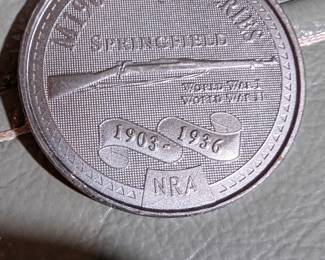 SPRINGFIELD
WORLD WAR I
WORLD WAR II
1903 - 1936
NRA